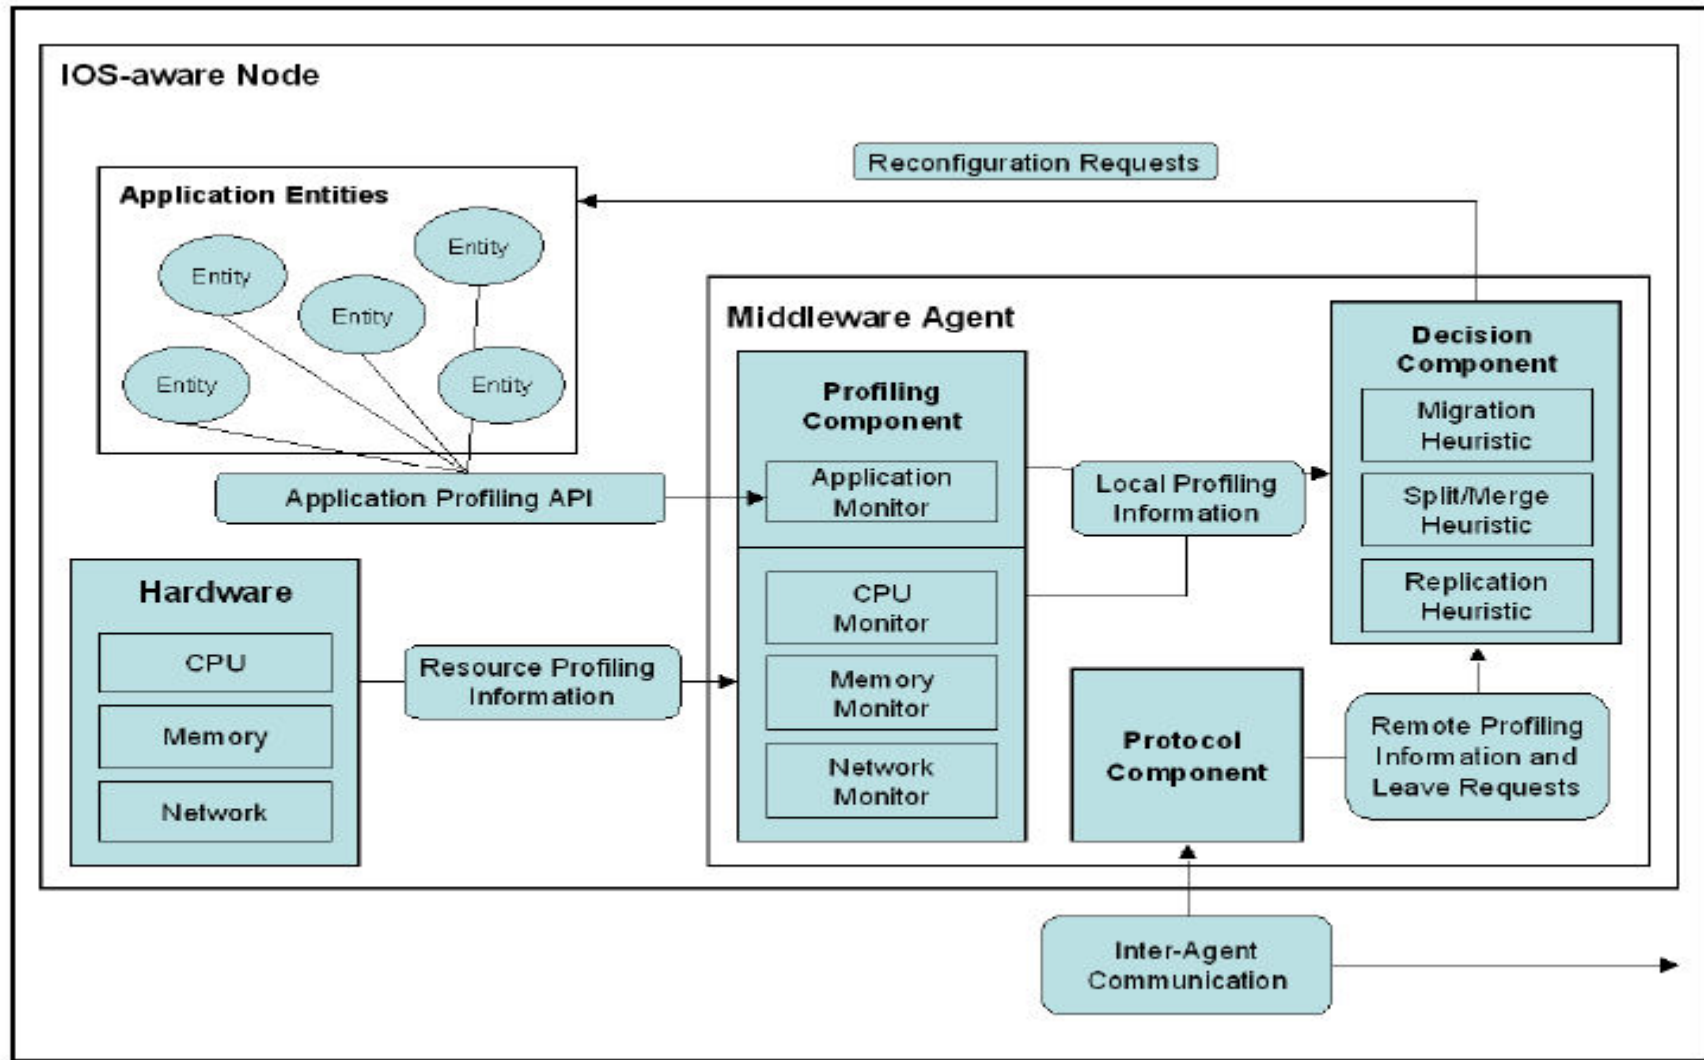 IOS-aware Node
Reconfiguration Requests
Application Entities
Entity
Entity
Entity
Entity
Entity
Application Profiling API
Middleware Agent
Profiling
Component
Application
Monitor
CPU
Monitor
Memory
Monitor
Network
Monitor
Local Profiling
Information
Decision
Component
Migration
Heuristic
Split/Merge
Heuristic
Replication
Heuristic
Hardware
CPU
Memory
Network
Resource Profiling
Information
Protocol
Component
Remote Profiling
Information and
Leave Requests
Inter-Agent
Communication